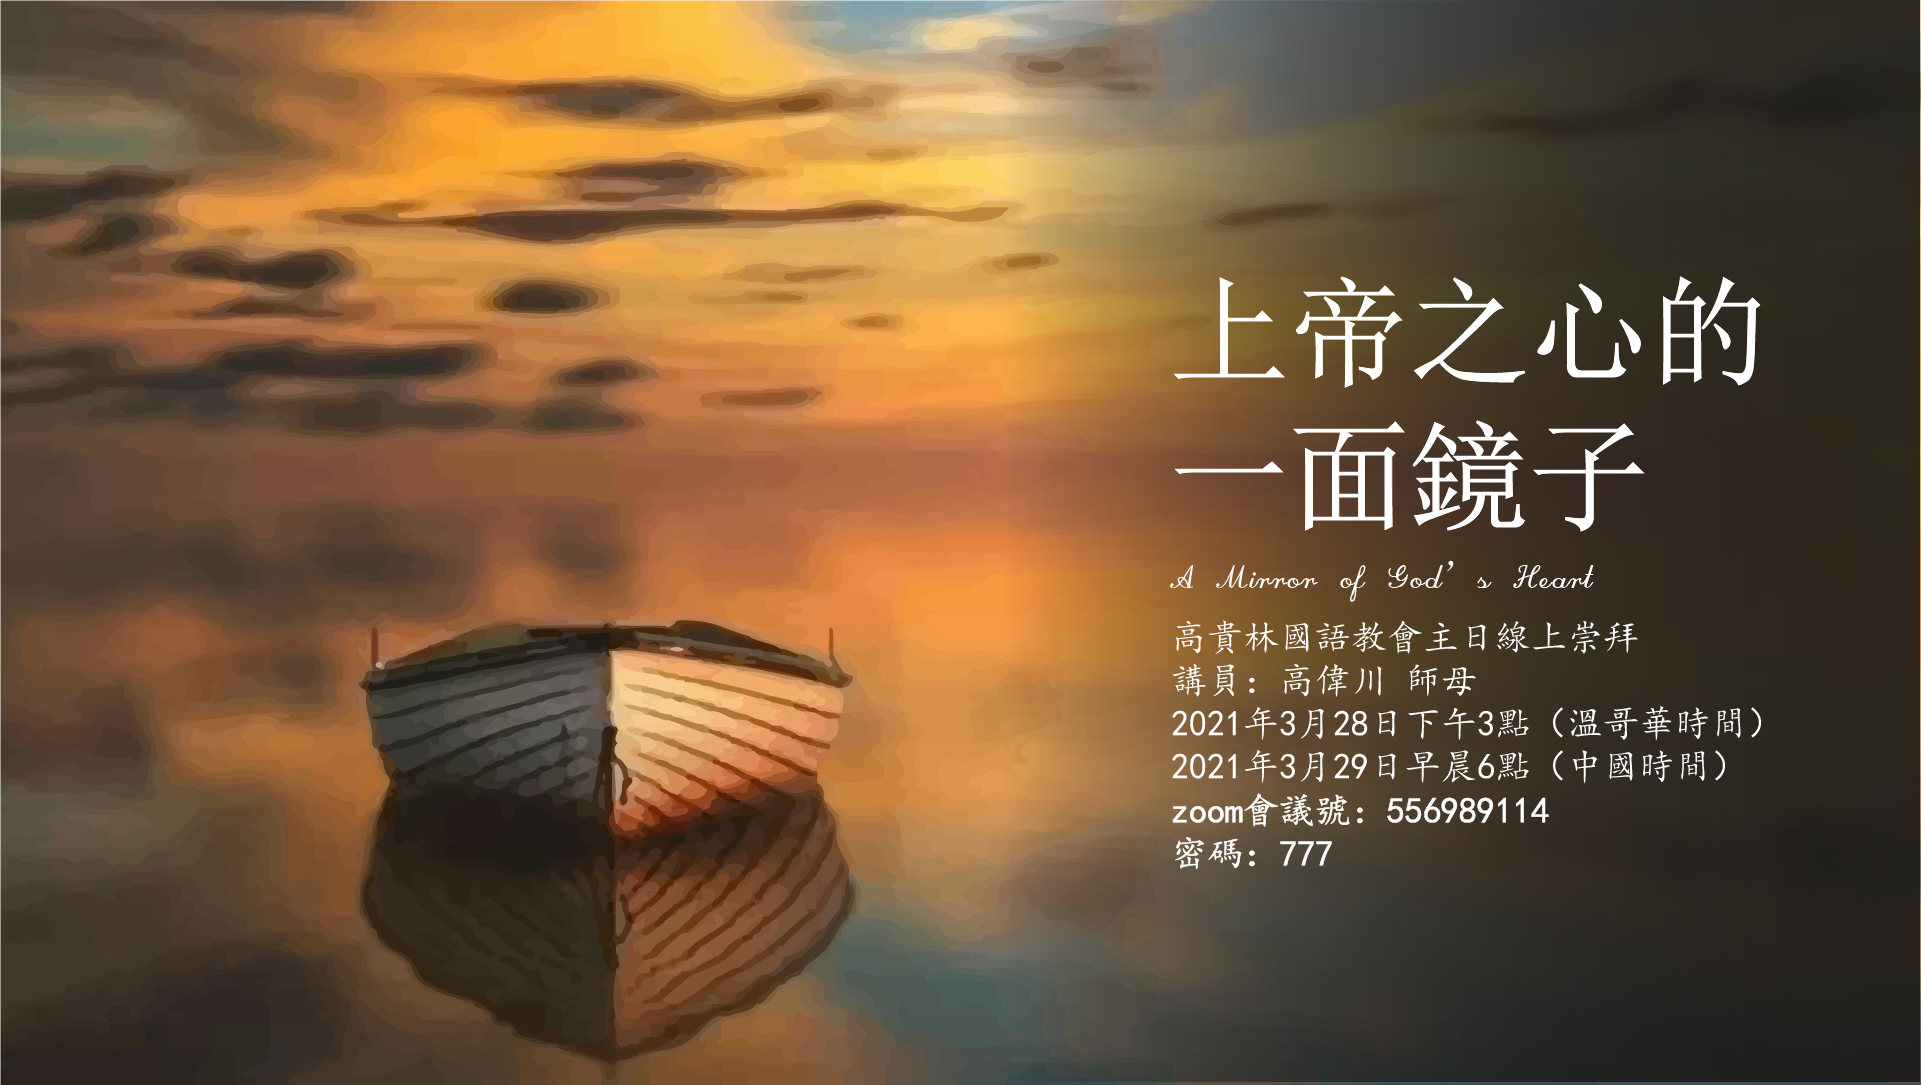 上帝之心的
一面鏡子
A Mirror of God's Heart
高貴林國語教會主日線上崇拜
講員：高偉川 師母
2021年3月28日下午3點（溫哥華時間）
2021年3月29日早晨6點（中國時間）
zoom會議號：556989114
密碼：777